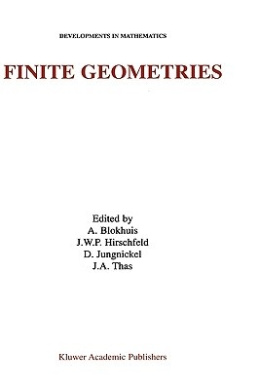 DEVELOPMENTS IN MATHEMATICS
FINITE GEOMETRIES
Edited by
A. Blokhuis
J.W.P. Hirschfeld
D. Jungnickel
J.A. Thas
Kluwer Academic Publishers